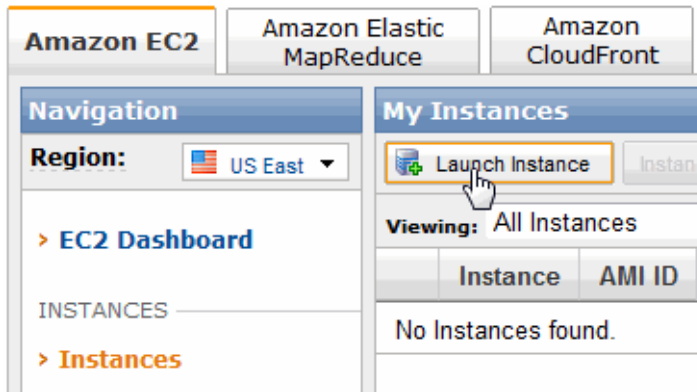 Amazon EC2
Amazon Elastic
MapReduce
Amazon
CloudFront
Navigation
Region:
US East
> EC2 Dashboard
INSTANCES
> Instances
My Instances
Launch Instance
Instan
Viewing: All Instances
Instance AMI ID
No Instances found.